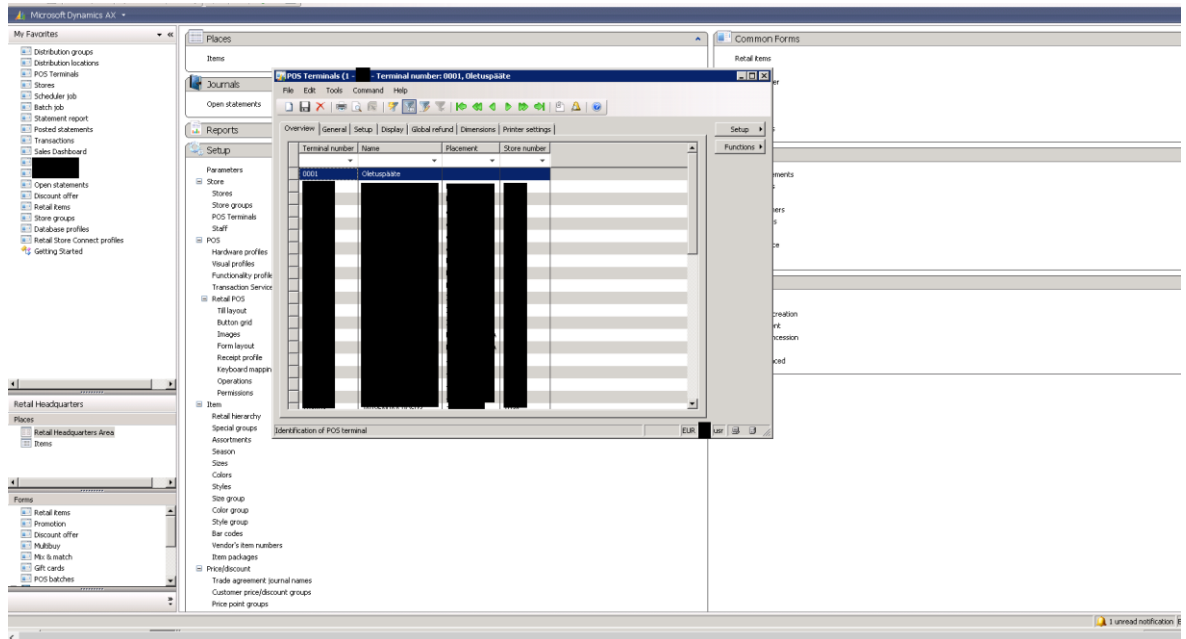 Microsoft Dynamics AX
My Favorites
Distribution groups
Distribution locations
POS Terminals
Stores
Scheduler job
Batch job
Statement report
Posted statements
Transactions
Sales Dashboard
Open statements
Discount offer
Retail items
Store groups
Database profiles
Retail Store Connect profiles
Getting Started
Retail Headquarters
Places
Retail Headquarters Area
Items
Forms
Retail items
Promotion
Discount offer
Multibuy
Mix & match
Gift cards
POS batches
Places
Items
Journals
Open statements
Reports
Setup
Parameters
Store
Stores
Store groups
POS Terminals
Staff
POS
Hardware profiles
Visual profiles
Functionality profile
Transaction Service
Retail POS
Till layout
Button grid
Images
Form layout
Receipt profile
Keyboard mappin
Operations
Permissions
Item
Retail hierarchy
Special groups
Assortments
Season
Sizes
Colors
Styles
Size group
Color group
Style group
Bar codes
Vendor's item numbers
Item packages
Price/discount
Trade agreement journal names
Customer price/discount groups
Price point groups
POS Terminals (1 - - Terminal number: 0001, Oletuspääte
File Edit Tools Command Help
Overview General Setup Display Global refund Dimensions Printer settings
Setup
Functions
Terminal number Name Placement Store number
0001 Oletuspääte
Identification of POS terminal
EUR usr
Common Forms
Retail items
er
s
ements
s
ners
s
ce
creation
nt
ncession
ced
1 unread notification